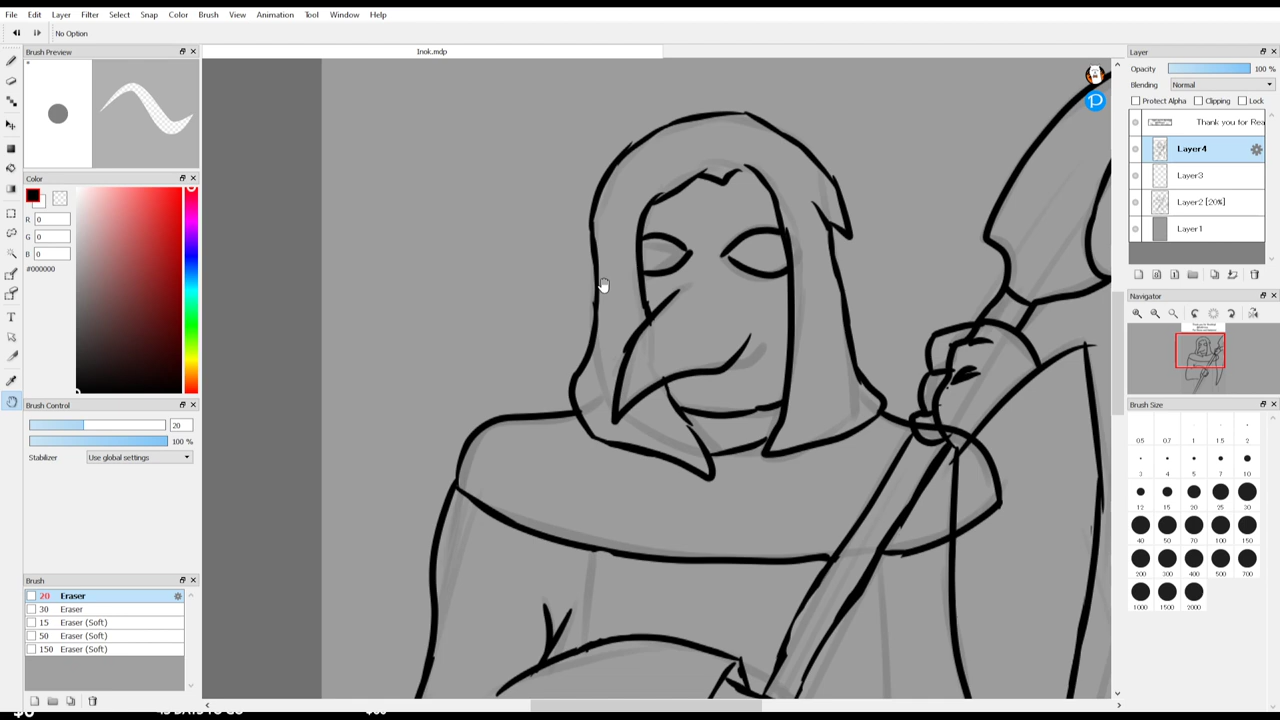 File Edit Layer Filter Select Snap Color Brush View Animation Tool Window Help
No Option
Brush Preview
Inok.mdp
Layer
Opacity 100 %
Blending Normal
Protect Alpha Clipping Lock
Thank you for Rea
Layer4
Layer3
Layer2 [20%]
Layer1
Color
R 0
G 0
B 0
#000000
Navigator
Brush Control
20
100 %
Stabilizer Use global settings
Brush Size
0.5 0.7 1 1.5 2
3 4 5 7 10
12 15 20 25 30
40 50 70 100 150
200 300 400 500 700
1000 1500 2000
Brush
20 Eraser
30 Eraser
15 Eraser (Soft)
50 Eraser (Soft)
150 Eraser (Soft)